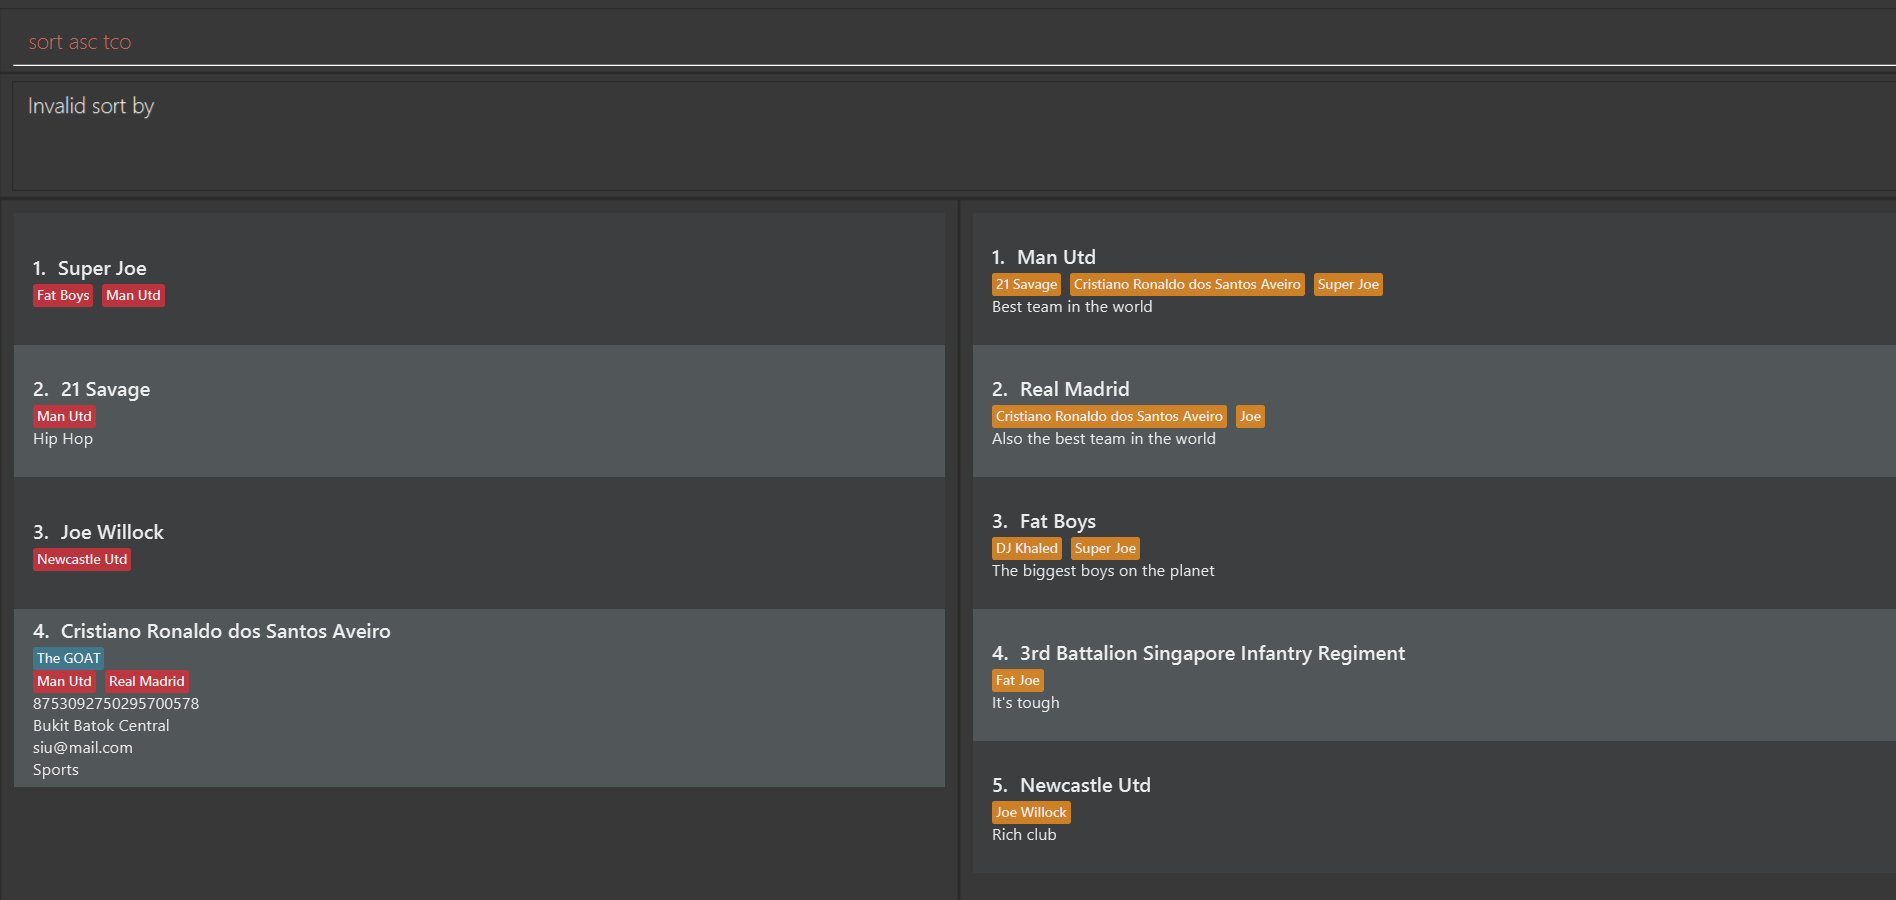 sort asc tco
Invalid sort by
1. Super Joe
Fat Boys Man Utd
2. 21 Savage
Man Utd
Hip Hop
3. Joe Willock
Newcastle Utd
4. Cristiano Ronaldo dos Santos Aveiro
The GOAT
Man Utd Real Madrid
8753092750295700578
Bukit Batok Central
siu@mail.com
Sports
1. Man Utd
21 Savage Cristiano Ronaldo dos Santos Aveiro Super Joe
Best team in the world
2. Real Madrid
Cristiano Ronaldo dos Santos Aveiro Joe
Also the best team in the world
3. Fat Boys
DJ Khaled Super Joe
The biggest boys on the planet
4. 3rd Battalion Singapore Infantry Regiment
Fat Joe
It's tough
5. Newcastle Utd
Joe Willock
Rich club